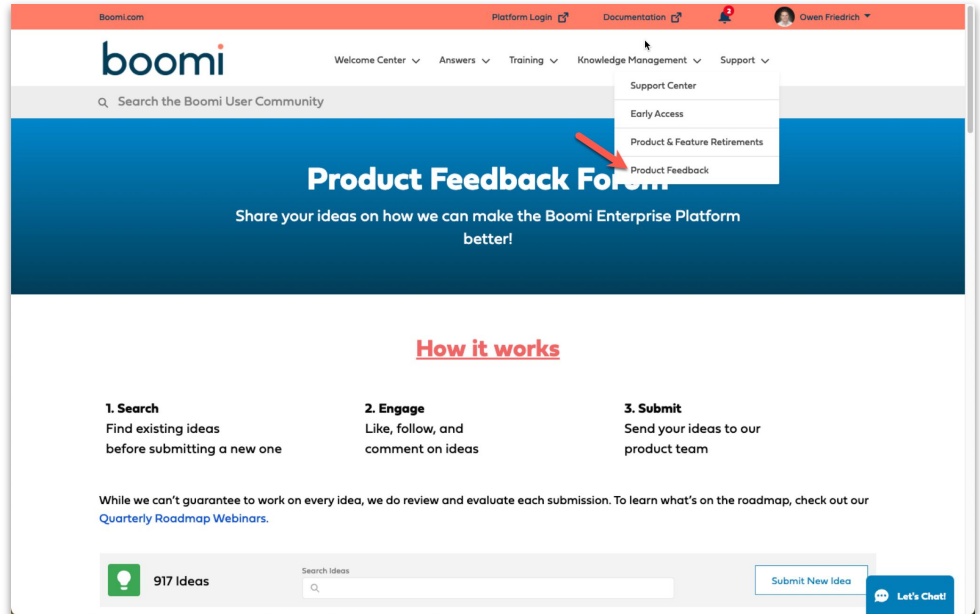 Boomi.com
Platform Login
Documentation
2
Owen Friedrich
boomi
Welcome Center
Answers
Training
Knowledge Management
Support
Search the Boomi User Community
Support Center
Early Access
Product & Feature Retirements
Product Feedback
Product Feedback Forum
Share your ideas on how we can make the Boomi Enterprise Platform
better!
How it works
1. Search
Find existing ideas
before submitting a new one
2. Engage
Like, follow, and
comment on ideas
3. Submit
Send your ideas to our
product team
While we can't guarantee to work on every idea, we do review and evaluate each submission. To learn what's on the roadmap, check out our
Quarterly Roadmap Webinars.
917 Ideas
Search Ideas
Submit New Idea
Let's Chat!